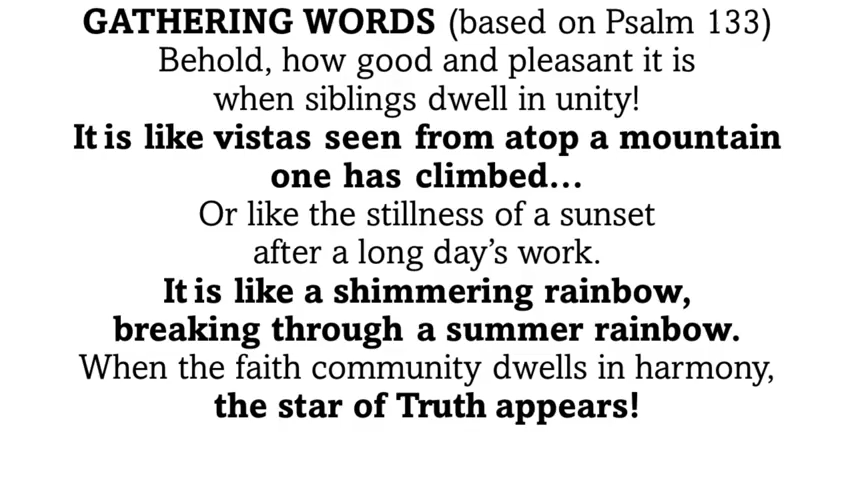 GATHERING WORDS (based on Psalm 133)
Behold, how good and pleasant it is
when siblings dwell in unity!
It is like vistas seen from atop a mountain
one has climbed...
Or like the stillness of a sunset
after a long day’s work.
It is like a shimmering rainbow,
breaking through a summer rainbow.
When the faith community dwells in harmony,
the star of Truth appears!